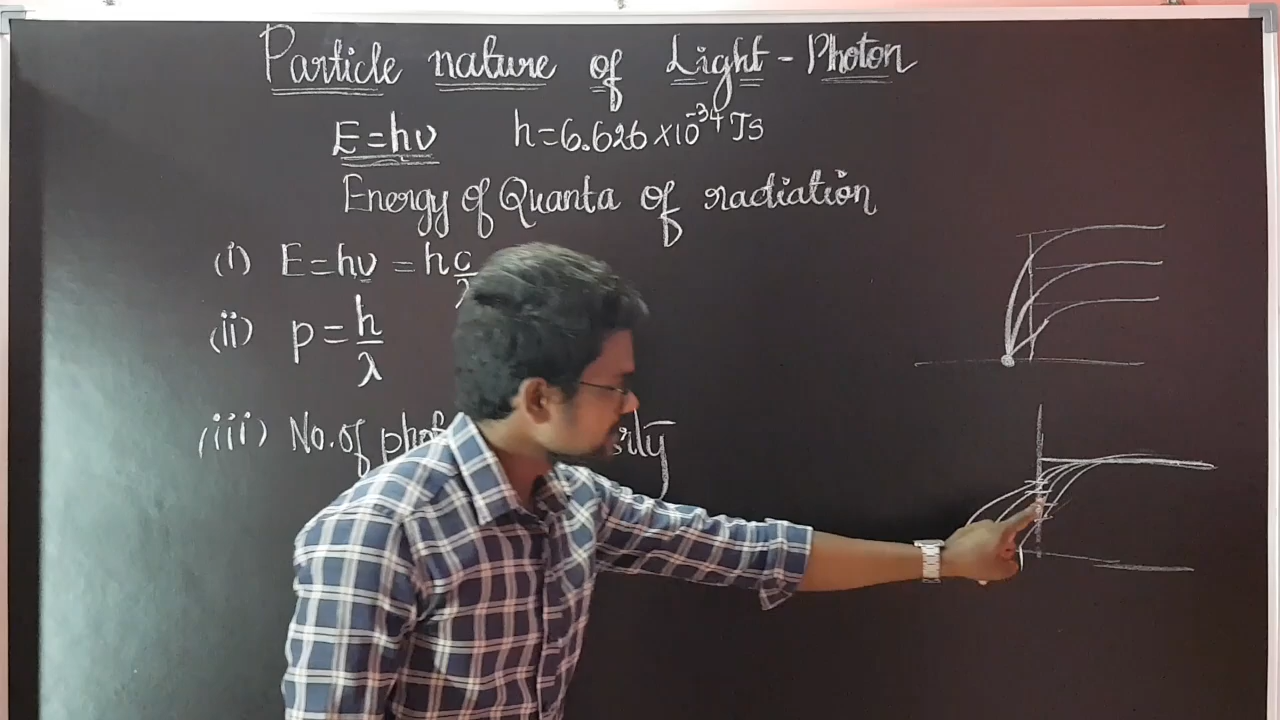 Particle nature of Light - Photon
E = hν h = 6.626 × 10⁻³⁴ JS
Energy of Quanta of radiation
(i) E = hν = hc/λ
(ii) p = h/λ
(iii) No. of